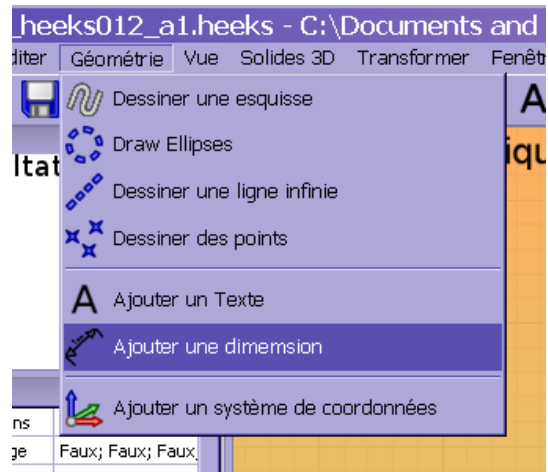 _heeks012_a1.heeks - C:\Documents and
diter Géométrie Vue Solides 3D Transformer Fenêt
Dessiner une esquisse
A
Draw Ellipses
iqu
ltat
Dessiner une ligne infinie
Dessiner des points
A Ajouter un Texte
Ajouter une dimemsion
Ajouter un système de coordonnées
ns
ge Faux; Faux; Faux